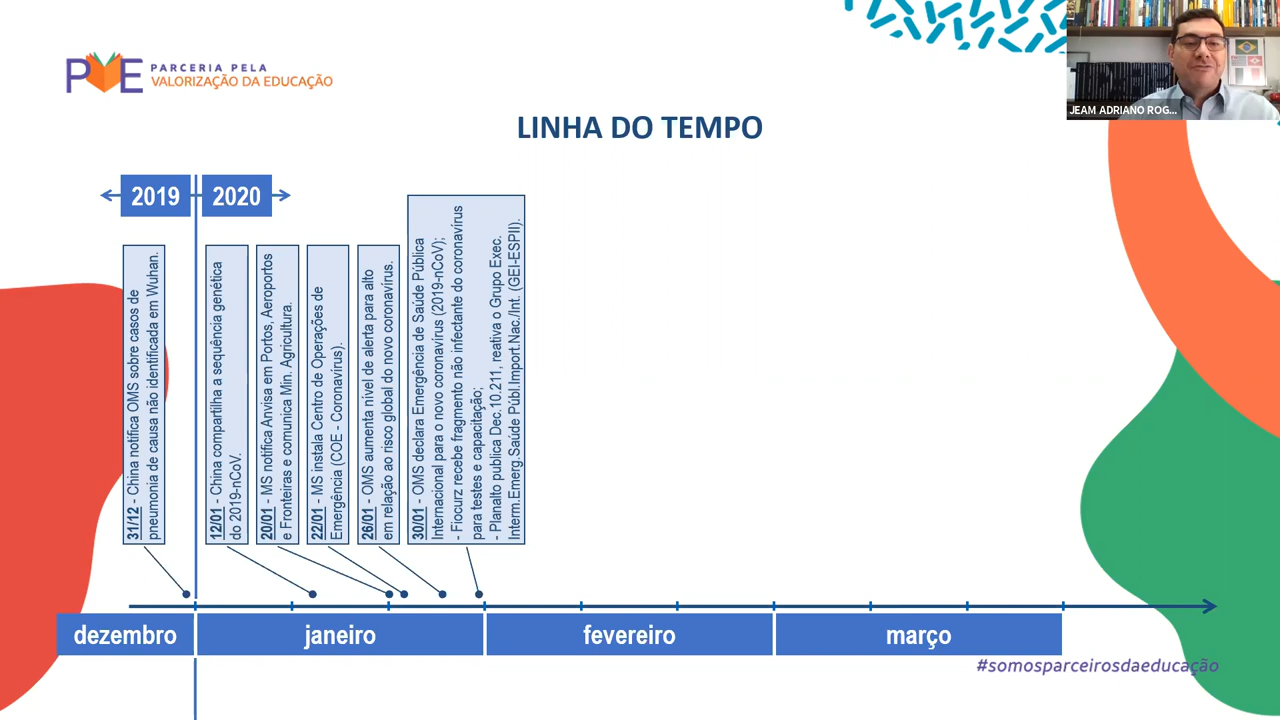 PVE PARCERIA PELA
VALORIZAÇÃO DA EDUCAÇÃO
JEAM ADRIANO ROG...
LINHA DO TEMPO
2019
2020
31/12 - China notifica OMS sobre casos de
pneumonia de causa não identificada em Wuhan.
12/01 - China compartilha a sequência genética
do 2019-nCoV.
20/01 - MS notifica Anvisa em Portos, Aeroportos
e Fronteiras e comunica Min. Agricultura.
22/01 - MS instala Centro de Operações de
Emergência (COE - Coronavírus).
26/01 - OMS aumenta nível de alerta para alto
em relação ao risco global do novo coronavírus.
30/01 - OMS declara Emergência de Saúde Pública
Internacional para o novo coronavírus (2019-nCoV);
- Fiocurz recebe fragmento não infectante do coronavírus
para testes e capacitação;
- Planalto publica Dec.10.211, reativa o Grupo Exec.
Interm.Emerg.Saúde Públ.Import.Nac./Int. (GEI-ESPII).
dezembro
janeiro
fevereiro
março
#somosparceirosdaeducação